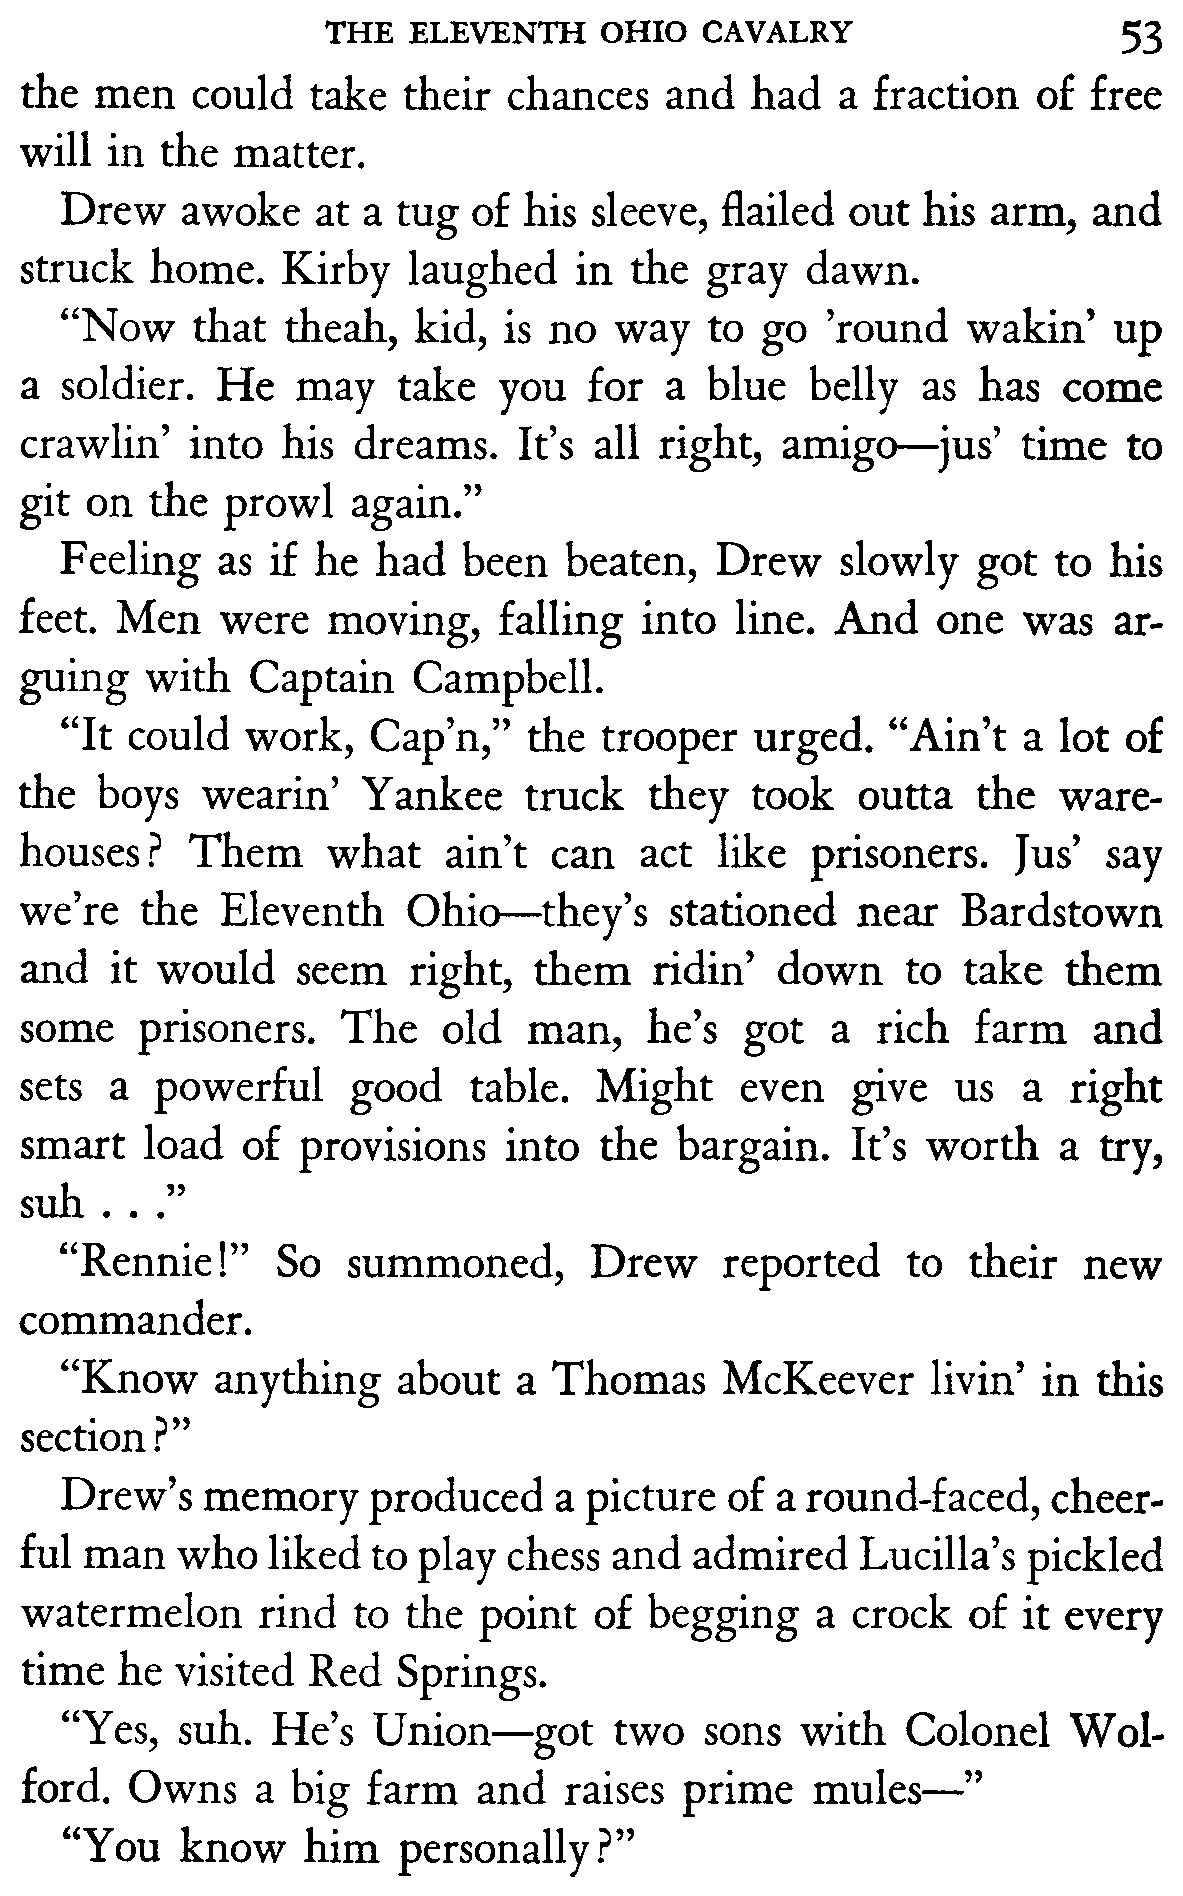 THE ELEVENTH OHIO CAVALRY 53
the men could take their chances and had a fraction of free
will in the matter.
Drew awoke at a tug of his sleeve, flailed out his arm, and
struck home. Kirby laughed in the gray dawn.
“Now that theah, kid, is no way to go ’round wakin’ up
a soldier. He may take you for a blue belly as has come
crawlin’ into his dreams. It’s all right, amigo—jus’ time to
git on the prowl again.”
Feeling as if he had been beaten, Drew slowly got to his
feet. Men were moving, falling into line. And one was ar-
guing with Captain Campbell.
“It could work, Cap’n,” the trooper urged. “Ain’t a lot of
the boys wearin’ Yankee truck they took outta the ware-
houses? Them what ain’t can act like prisoners. Jus’ say
we’re the Eleventh Ohio—they’s stationed near Bardstown
and it would seem right, them ridin’ down to take them
some prisoners. The old man, he’s got a rich farm and
sets a powerful good table. Might even give us a right
smart load of provisions into the bargain. It’s worth a try,
suh . . .”
“Rennie!” So summoned, Drew reported to their new
commander.
“Know anything about a Thomas McKeever livin’ in this
section?”
Drew’s memory produced a picture of a round-faced, cheer-
ful man who liked to play chess and admired Lucilla’s pickled
watermelon rind to the point of begging a crock of it every
time he visited Red Springs.
“Yes, suh. He’s Union—got two sons with Colonel Wol-
ford. Owns a big farm and raises prime mules—”
“You know him personally?”